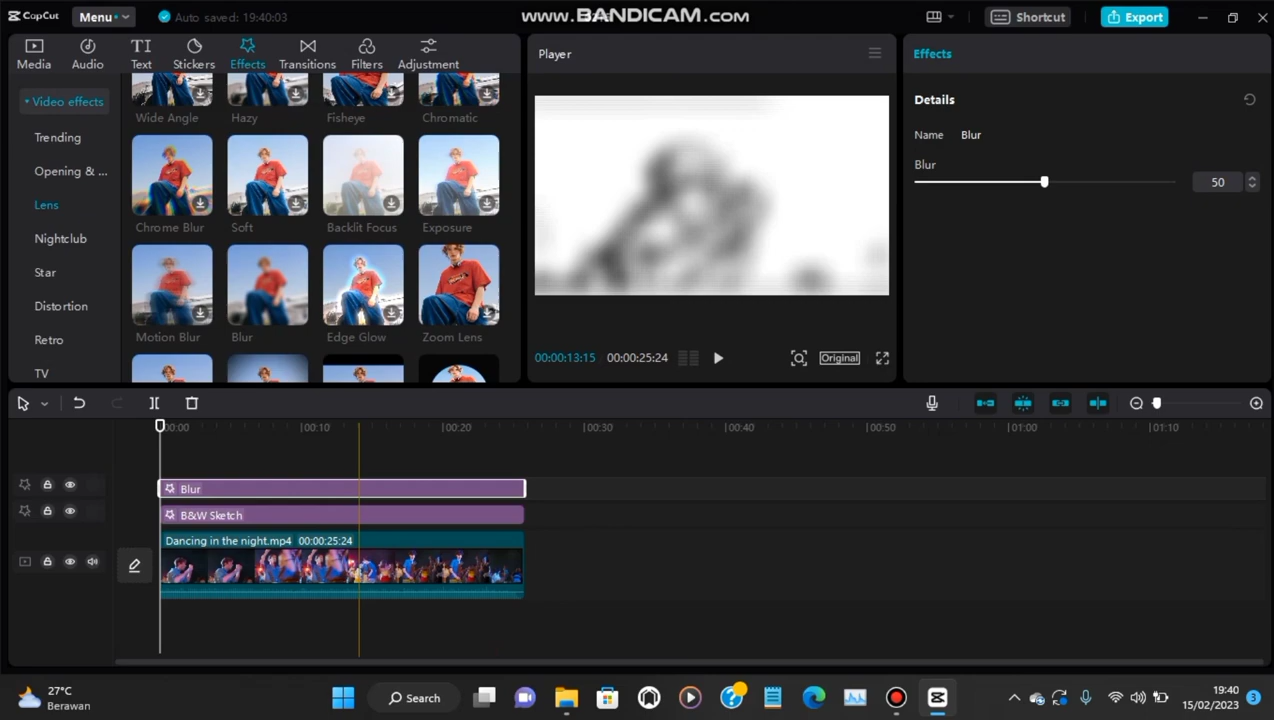 CapCut
Menu
Auto saved: 19:40:03
www.BANDICAM.com
Shortcut
Export
Media
Audio
Text
Stickers
Effects
Transitions
Filters
Adjustment
Video effects
Trending
Opening & ...
Lens
Nightclub
Star
Distortion
Retro
TV
Wide Angle
Hazy
Fisheye
Chromatic
Chrome Blur
Soft
Backlit Focus
Exposure
Motion Blur
Blur
Edge Glow
Zoom Lens
Player
00:00:13:15
00:00:25:24
Original
Effects
Details
Name Blur
Blur
50
00:00
00:10
00:20
00:30
00:40
00:50
01:00
01:10
Blur
B&W Sketch
Dancing in the night.mp4 00:00:25:24
27°C
Berawan
Search
19:40
15/02/2023
3